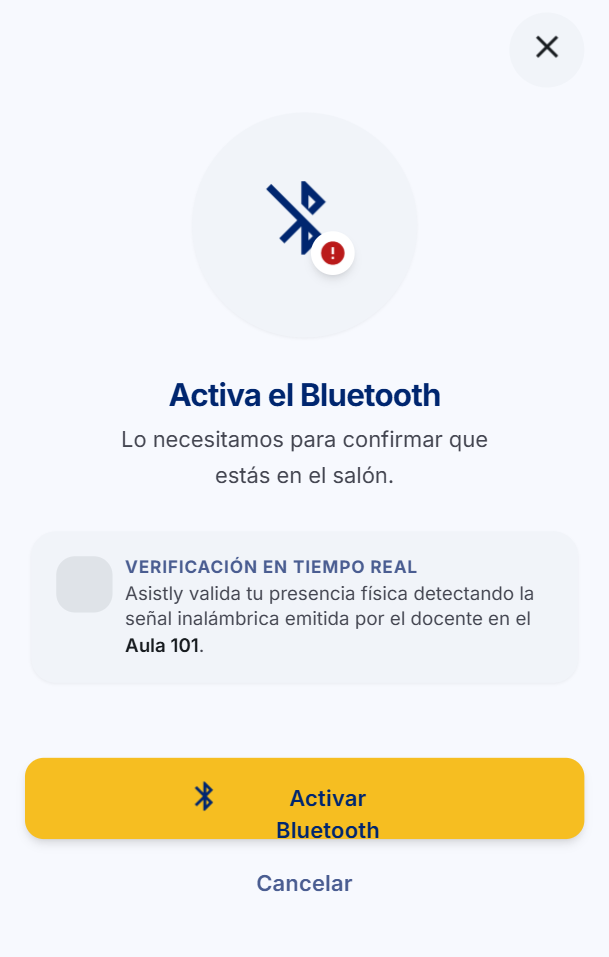 Activa el Bluetooth
Lo necesitamos para confirmar que
estás en el salón.
VERIFICACIÓN EN TIEMPO REAL
Asistly valida tu presencia física detectando la
señal inalámbrica emitida por el docente en el
Aula 101.
Activar
Bluetooth
Cancelar